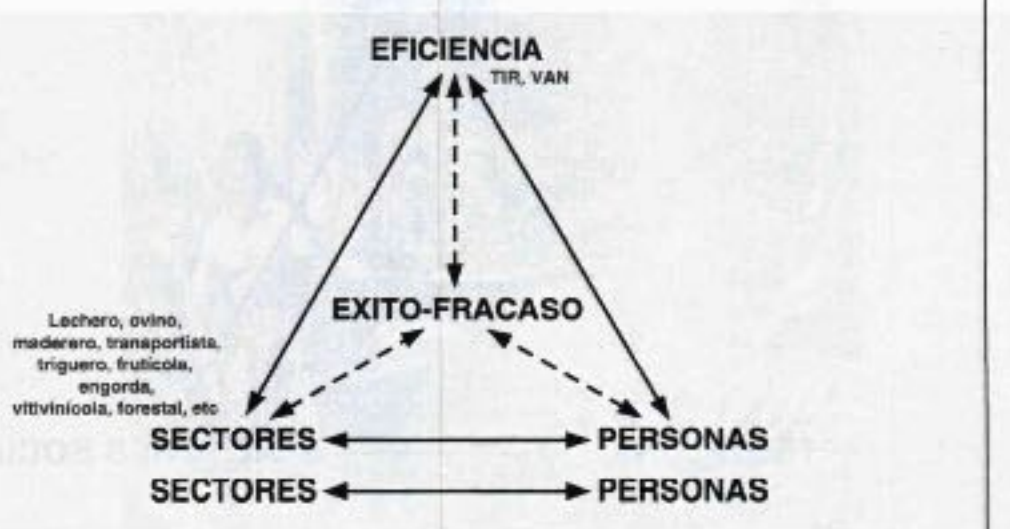 EFICIENCIA
TIR, VAN
EXITO-FRACASO
Lechero, ovino,
maderero, transportista,
triguero, frutícola,
engorda,
vitivinícola, forestal, etc
SECTORES PERSONAS
SECTORES PERSONAS